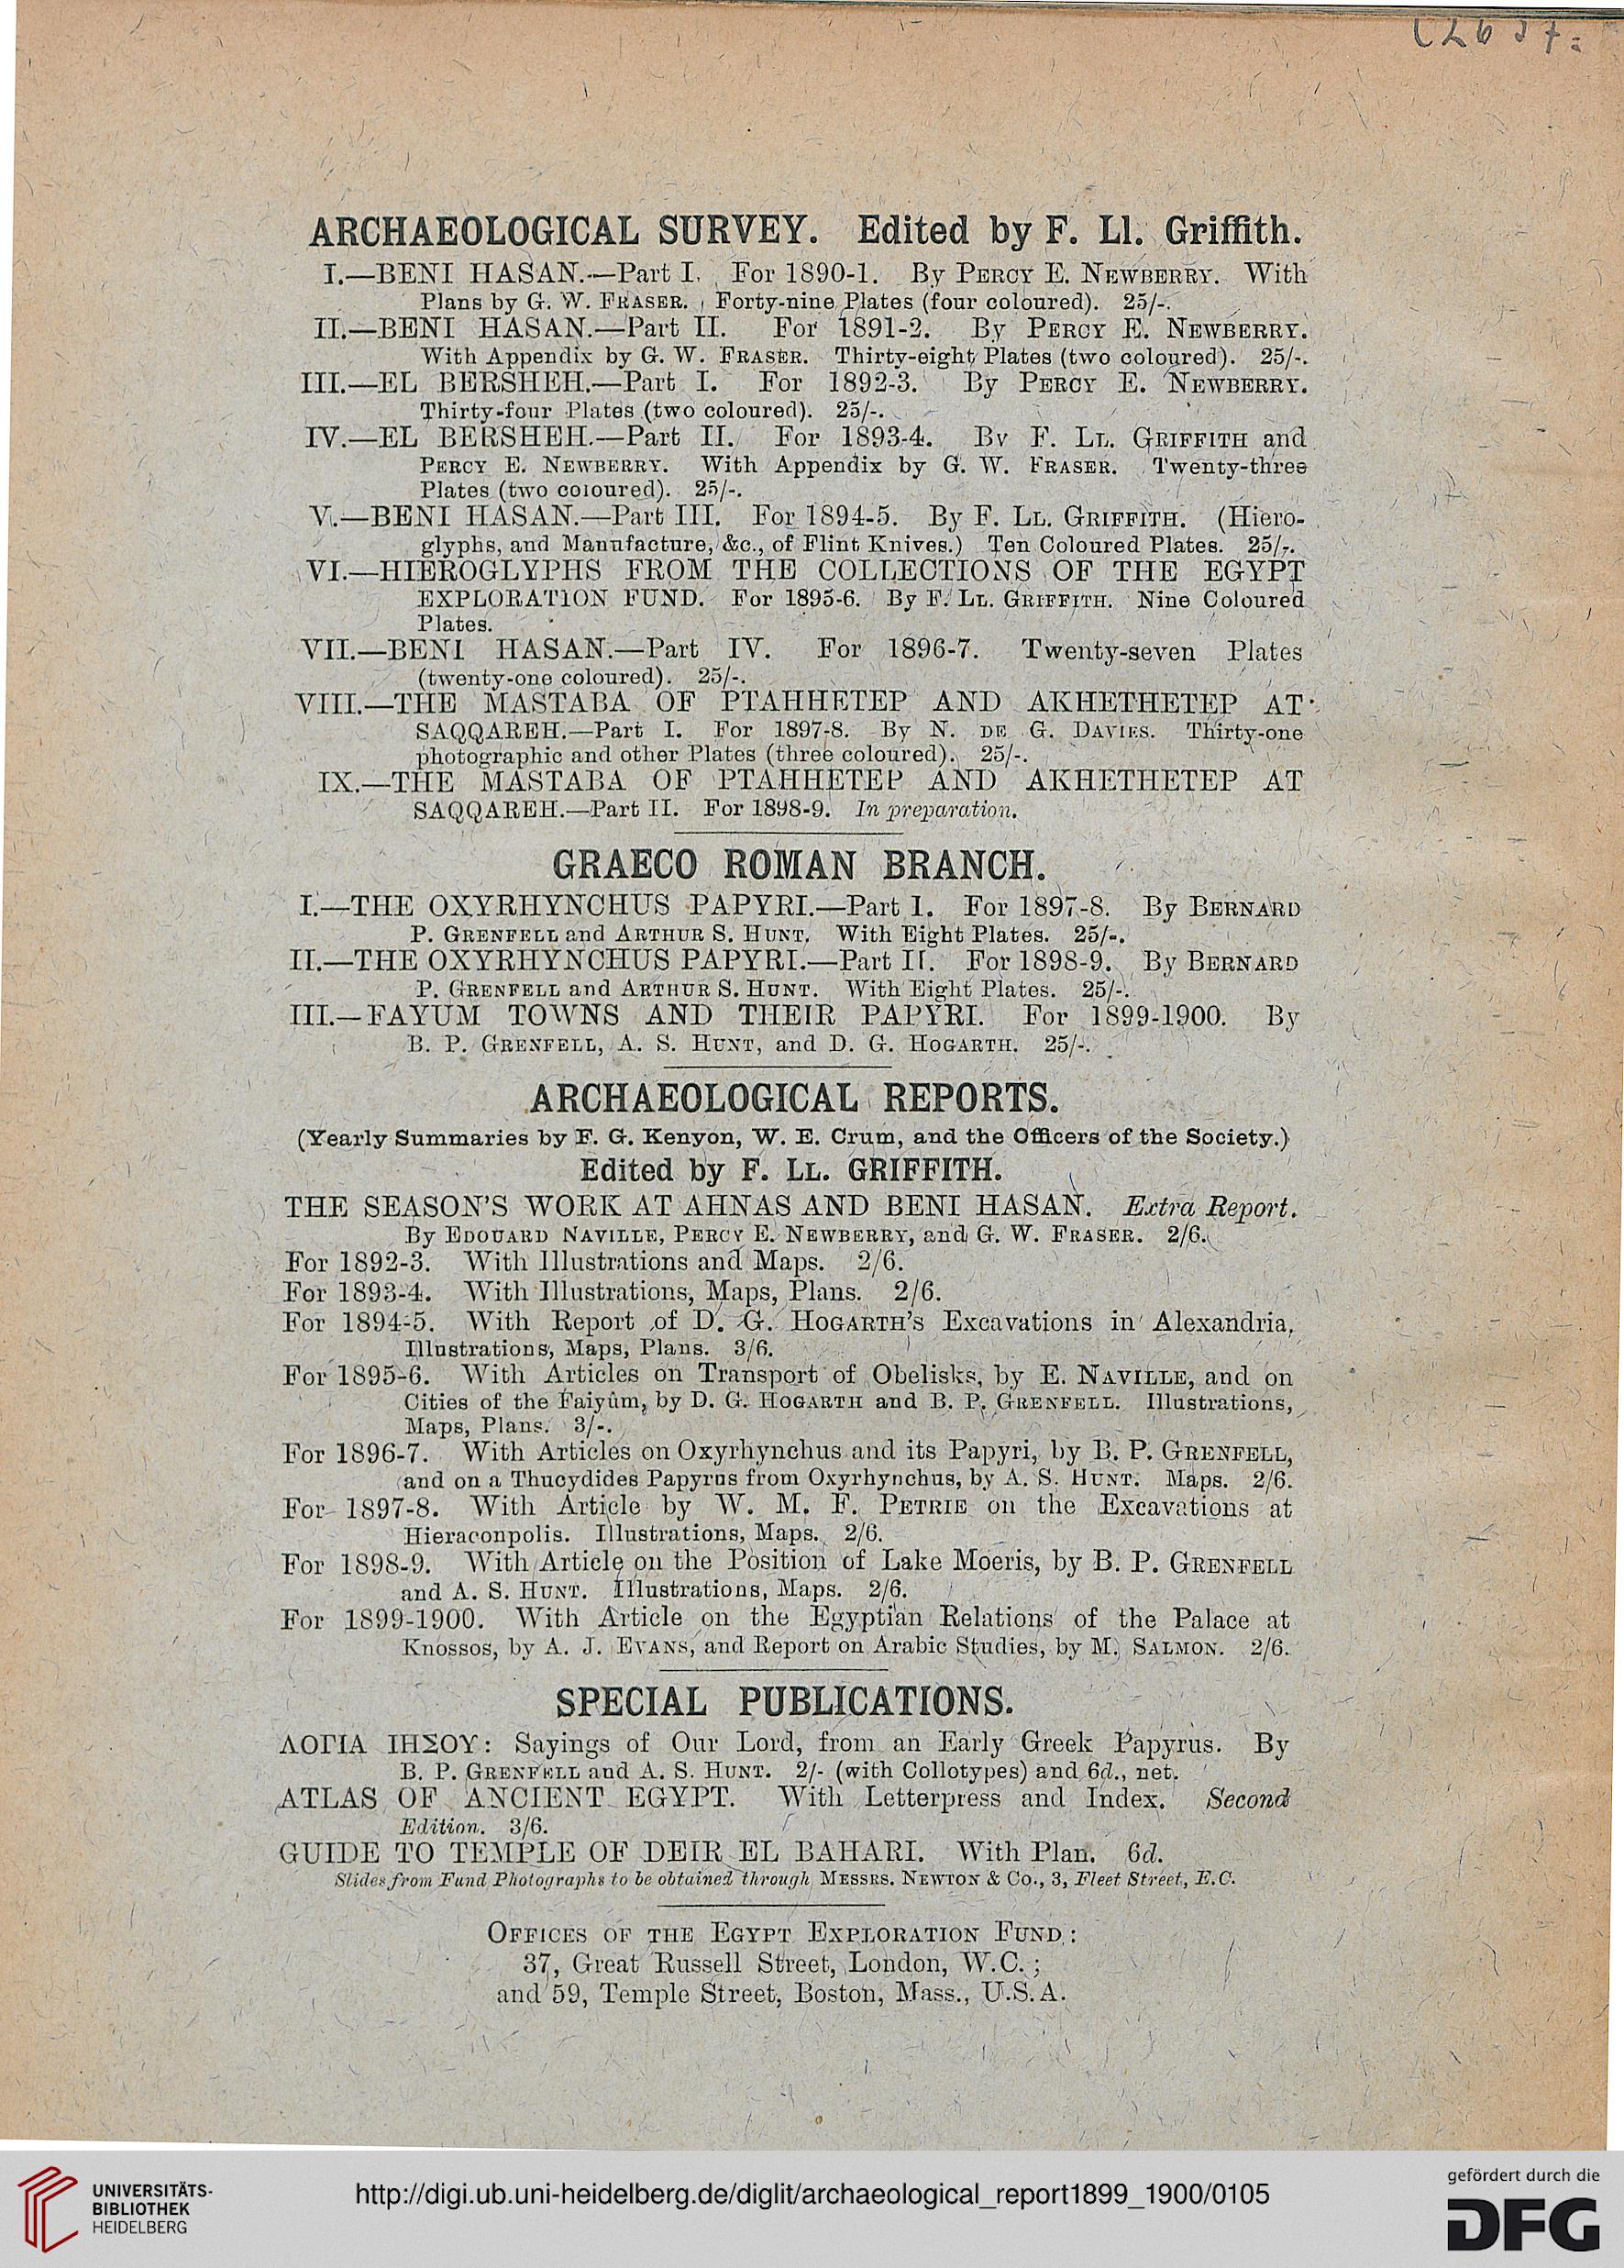 ARCHAEOLOGICAL SURVEY. Edited by F. Ll. Griffith.
I.—BENI HASAN.—Part I. For 1890-1. By PERCY E. NEWBERRY. With
Plans by G. W. FRASER. Forty-nine Plates (four coloured). 25/-.
II.—BENI HASAN.—Part II. For 1891-2. By PERCY E. NEWBERRY.
With Appendix by G. W. FRASER. Thirty-eight Plates (two coloured). 25/-.
III.—EL BERSHEH.—Part I. For 1892-3. By PERCY E. NEWBERRY.
Thirty-four Plates (two coloured). 25/-.
IV.—EL BERSHEH.—Part II. For 1893-4. By F. LL. GRIFFITH and
PERCY E. NEWBERRY. With Appendix by G. W. FRASER. Twenty-three
Plates (two coloured). 25/-.
V.—BENI HASAN.—Part III. For 1894-5. By F. LL. GRIFFITH. (Hiero-
glyphs, and Manufacture, &c., of Flint Knives.) Ten Coloured Plates. 25/-.
VI.—HIEROGLYPHS FROM THE COLLECTIONS OF THE EGYPT
EXPLORATION FUND. For 1895-6. By F. LL. GRIFFITH. Nine Coloured
Plates.
VII.—BENI HASAN.—Part IV. For 1896-7. Twenty-seven Plates
(twenty-one coloured). 25/-.
VIII.—THE MASTABA OF PTAHHETEP AND AKHETHETEP AT
SAQQAREH.—Part I. For 1897-8. By N. DE G. DAVIES. Thirty-one
photographic and other Plates (three coloured). 25/-.
IX.—THE MASTABA OF PTAHHETEP AND AKHETHETEP AT
SAQQAREH.—Part II. For 1898-9. In preparation.
GRAECO ROMAN BRANCH.
I.—THE OXYRHYNCHUS PAPYRI.—Part I. For 1897-8. By BERNARD
P. GRENFELL and ARTHUR S. HUNT. With Eight Plates. 25/-.
II.—THE OXYRHYNCHUS PAPYRI.—Part II. For 1898-9. By BERNARD
P. GRENFELL and ARTHUR S. HUNT. With Eight Plates. 25/-.
III.—FAYUM TOWNS AND THEIR PAPYRI. For 1899-1900. By
B. P. GRENFELL, A. S. HUNT, and D. G. HOGARTH. 25/-.
ARCHAEOLOGICAL REPORTS.
(Yearly Summaries by F. G. Kenyon, W. E. Crum, and the Officers of the Society.)
Edited by F. LL. GRIFFITH.
THE SEASON'S WORK AT AHNAS AND BENI HASAN. Extra Report.
By EDOUARD NAVILLE, PERCY E. NEWBERRY, and G. W. FRASER. 2/6.
For 1892-3. With Illustrations and Maps. 2/6.
For 1893-4. With Illustrations, Maps, Plans. 2/6.
For 1894-5. With Report of D. G. HOGARTH'S Excavations in Alexandria,
Illustrations, Maps, Plans. 3/6.
For 1895-6. With Articles on Transport of Obelisks, by E. NAVILLE, and on
Cities of the Faiyûm, by D. G. HOGARTH and B. P. GRENFELL. Illustrations,
Maps, Plans. 3/-.
For 1896-7. With Articles on Oxyrhynchus and its Papyri, by B. P. GRENFELL,
and on a Thucydides Papyrus from Oxyrhynchus, by A. S. HUNT. Maps. 2/6.
For 1897-8. With Article by W. M. F. PETRIE on the Excavations at
Hieraconpolis. Illustrations, Maps. 2/6.
For 1898-9. With Article on the Position of Lake Moeris, by B. P. GRENFELL
and A. S. HUNT. Illustrations, Maps. 2/6.
For 1899-1900. With Article on the Egyptian Relations of the Palace at
Knossos, by A. J. EVANS, and Report on Arabic Studies, by M. SALMON. 2/6.
SPECIAL PUBLICATIONS.
ΛΟΓΙΑ ΙΗΣΟΥ: Sayings of Our Lord, from an Early Greek Papyrus. By
B. P. GRENFELL and A. S. HUNT. 2/- (with Collotypes) and 6d., net.
ATLAS OF ANCIENT EGYPT. With Letterpress and Index. Second
Edition. 3/6.
GUIDE TO TEMPLE OF DEIR EL BAHARI. With Plan. 6d.
Slides from Fund Photographs to be obtained through MESSRS. NEWTON & Co., 3, Fleet Street, E.C.
OFFICES OF THE EGYPT EXPLORATION FUND:
37, Great Russell Street, London, W.C.;
and 59, Temple Street, Boston, Mass., U.S.A.
UNIVERSITÄTS-
BIBLIOTHEK
HEIDELBERG
http://digi.ub.uni-heidelberg.de/diglit/archaeological_report1899_1900/0105
gefördert durch die
DFG